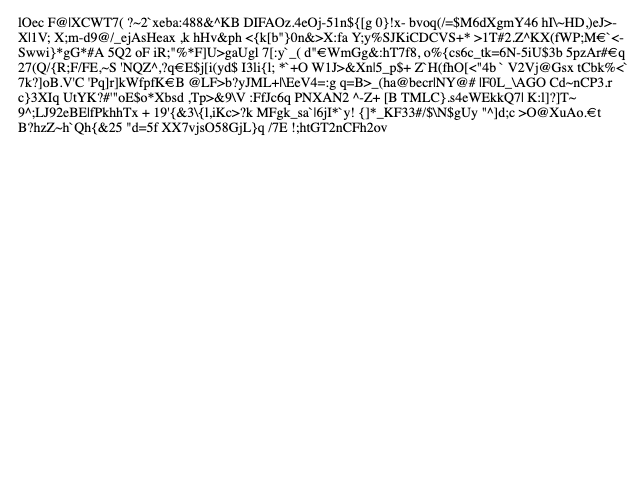 lOec F@lXCWT7( ?~2`xeba:488&^KB DIFAOz.4eOj-51n${[g 0}!x- bvoq(/=$M6dXgmY46 hI\~HD,)eJ>-
Xl1V; X;m-d9@/_ejAsHeax ,k hHv&ph <{k[b"}0n&>X:fa Y;y%SJKiCDCVS+* >1T#2.Z^KX(fWP;M€`<-
Swwi}*gG*#A 5Q2 oF iR;"%*F]U>gaUgl 7:y`_( d"€WmGg&:hT7f8, o%{cs6c_tk=6N-5iU$3b 5pzAr#€q
27(Q/{R;F/FE,~S 'NQZ^,?q€E$j[i(yd$ I3li{l; *`+O W1J>&Xn|5_p$+ Z`H(fhO[<"4b ` V2Vj@Gsx tCbk%<`
7k?]oB.V'C 'Pq]r]kWfpfK€B @LF>b?yJML+|\EeV4=:g q=B>_(ha@becr|NY@# |F0L_\AGO Cd~nCP3.r
c}3XIq UtYK?#'"oE$o*Xbsd ,Tp>&9\V :FfJc6q PNXAN2 ^-Z+ [B TMLC}.s4eWEkkQ7| K:l]?]T~
9^;LJ92eBE|fPkhhTx + 19'{&3\{l,iKc>?k MFgk_sa`|6jI*`y! {]*_KF33#/$\N$gUy "^]d;c >O@XuAo.€t
B?hzZ~h`Qh{&25 "d=5f XX7vjsO58GjL}q /7E !;htGT2nCFh2ov